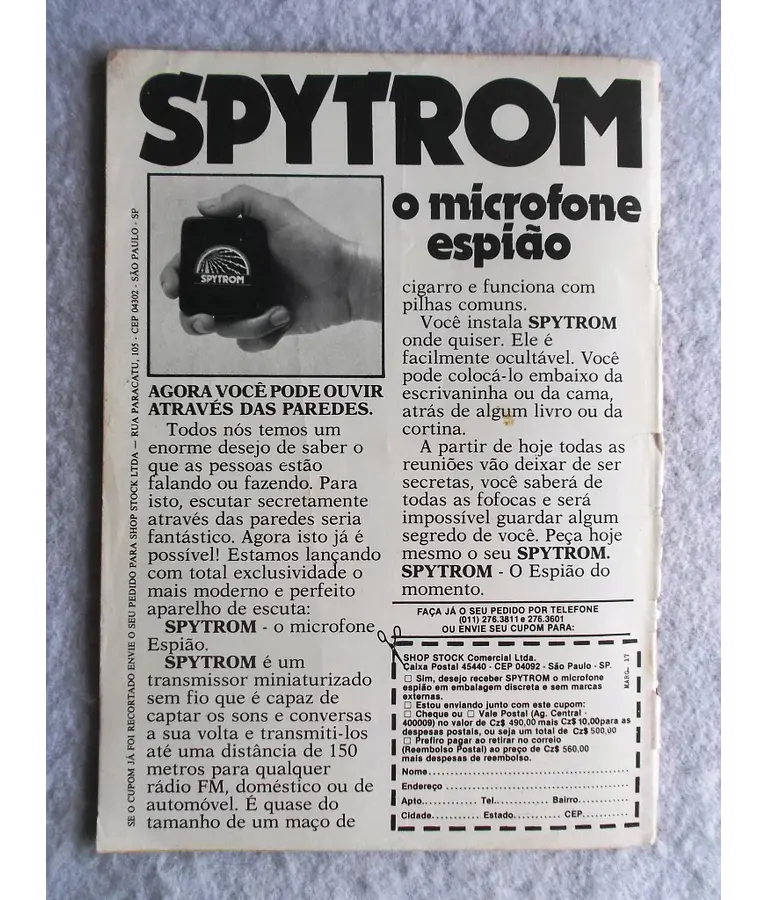 SPYTROM
o microfone
espião
SPYTROM
AGORA VOCÊ PODE OUVIR
ATRAVÉS DAS PAREDES.
Todos nós temos um
enorme desejo de saber o
que as pessoas estão
falando ou fazendo. Para
isto, escutar secretamente
através das paredes seria
fantástico. Agora isto já é
possível! Estamos lançando
com total exclusividade o
mais moderno e perfeito
aparelho de escuta:
SPYTROM - o microfone
Espião.
SPYTROM é um
transmissor miniaturizado
sem fio que é capaz de
captar os sons e conversas
a sua volta e transmiti-los
até uma distância de 150
metros para qualquer
rádio FM, doméstico ou de
automóvel. É quase do
tamanho de um maço de
cigarro e funciona com
pilhas comuns.
Você instala SPYTROM
onde quiser. Ele é
facilmente ocultável. Você
pode colocá-lo embaixo da
escrivaninha ou da cama,
atrás de algum livro ou da
cortina.
A partir de hoje todas as
reuniões vão deixar de ser
secretas, você saberá de
todas as fofocas e será
impossível guardar algum
segredo de você. Peça hoje
mesmo o seu SPYTROM.
SPYTROM - O Espião do
momento.
FAÇA JÁ O SEU PEDIDO POR TELEFONE
(011) 276.3811 e 276.3601
OU ENVIE SEU CUPOM PARA:
SHOP STOCK Comercial Ltda.
Caixa Postal 45440 - CEP 04092 - São Paulo - SP.
□ Sim, desejo receber SPYTROM o microfone
espião em embalagem discreta e sem marcas
externas.
□ Estou enviando junto com este cupom:
□ Cheque ou □ Vale Postal (Ag. Central -
400009) no valor de Cz$ 490,00 mais Cz$ 10,00 para as
despesas postais, ou seja um total de Cz$ 500,00
□ Prefiro pagar ao retirar no correio
(Reembolso Postal) ao preço de Cz$ 560,00
mais despesas de reembolso.
Nome
Endereço
Apto. Tel. Bairro
Cidade Estado CEP
MARG. 17
SE O CUPOM JÁ FOI RECORTADO ENVIE O SEU PEDIDO PARA SHOP STOCK LTDA — RUA PARACATU, 105 - CEP 04302 - SÃO PAULO - SP